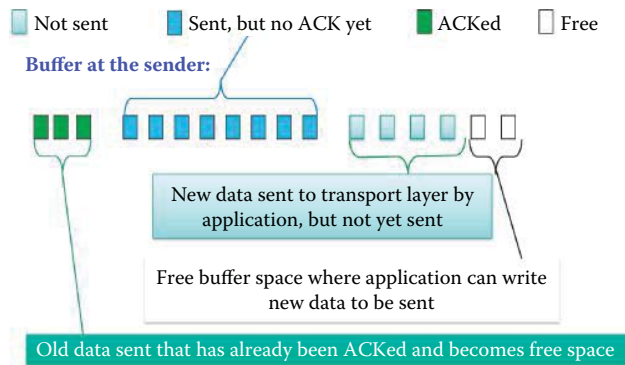 Not sent Sent, but no ACK yet ACKed Free
Buffer at the sender:
New data sent to transport layer by
application, but not yet sent
Free buffer space where application can write
new data to be sent
Old data sent that has already been ACKed and becomes free space